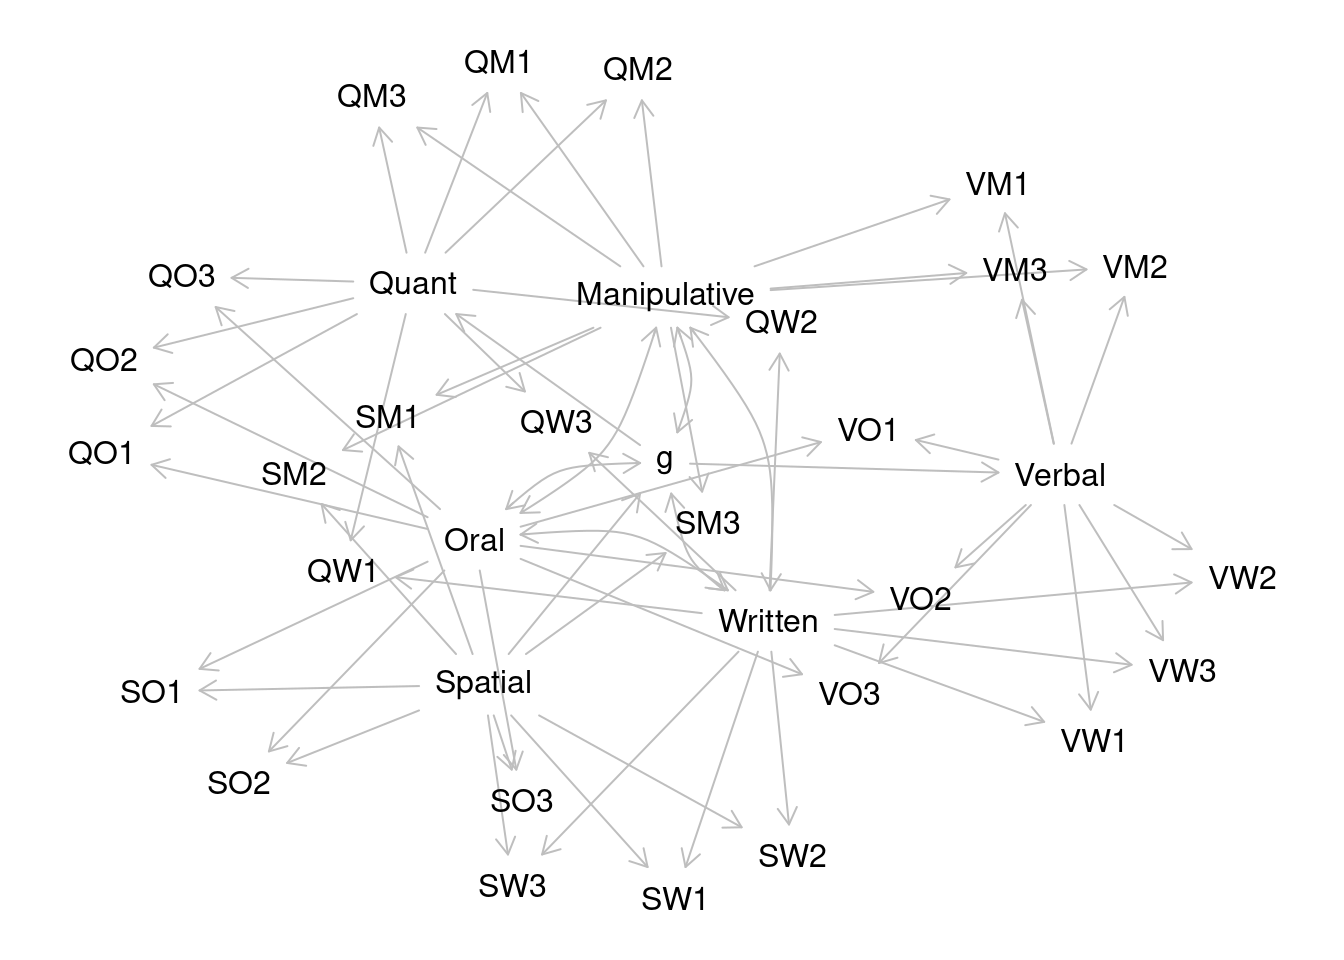 QM1
QM2
QM3
VM1
VM3
VM2
QO3
Quant
Manipulative
QW2
QO2
SM1
QW3
VO1
QO1
SM2
g
Verbal
SM3
Oral
QW1
VO2
VW2
Written
SO1
Spatial
VO3
VW3
VW1
SO2
SO3
SW2
SW3
SW1